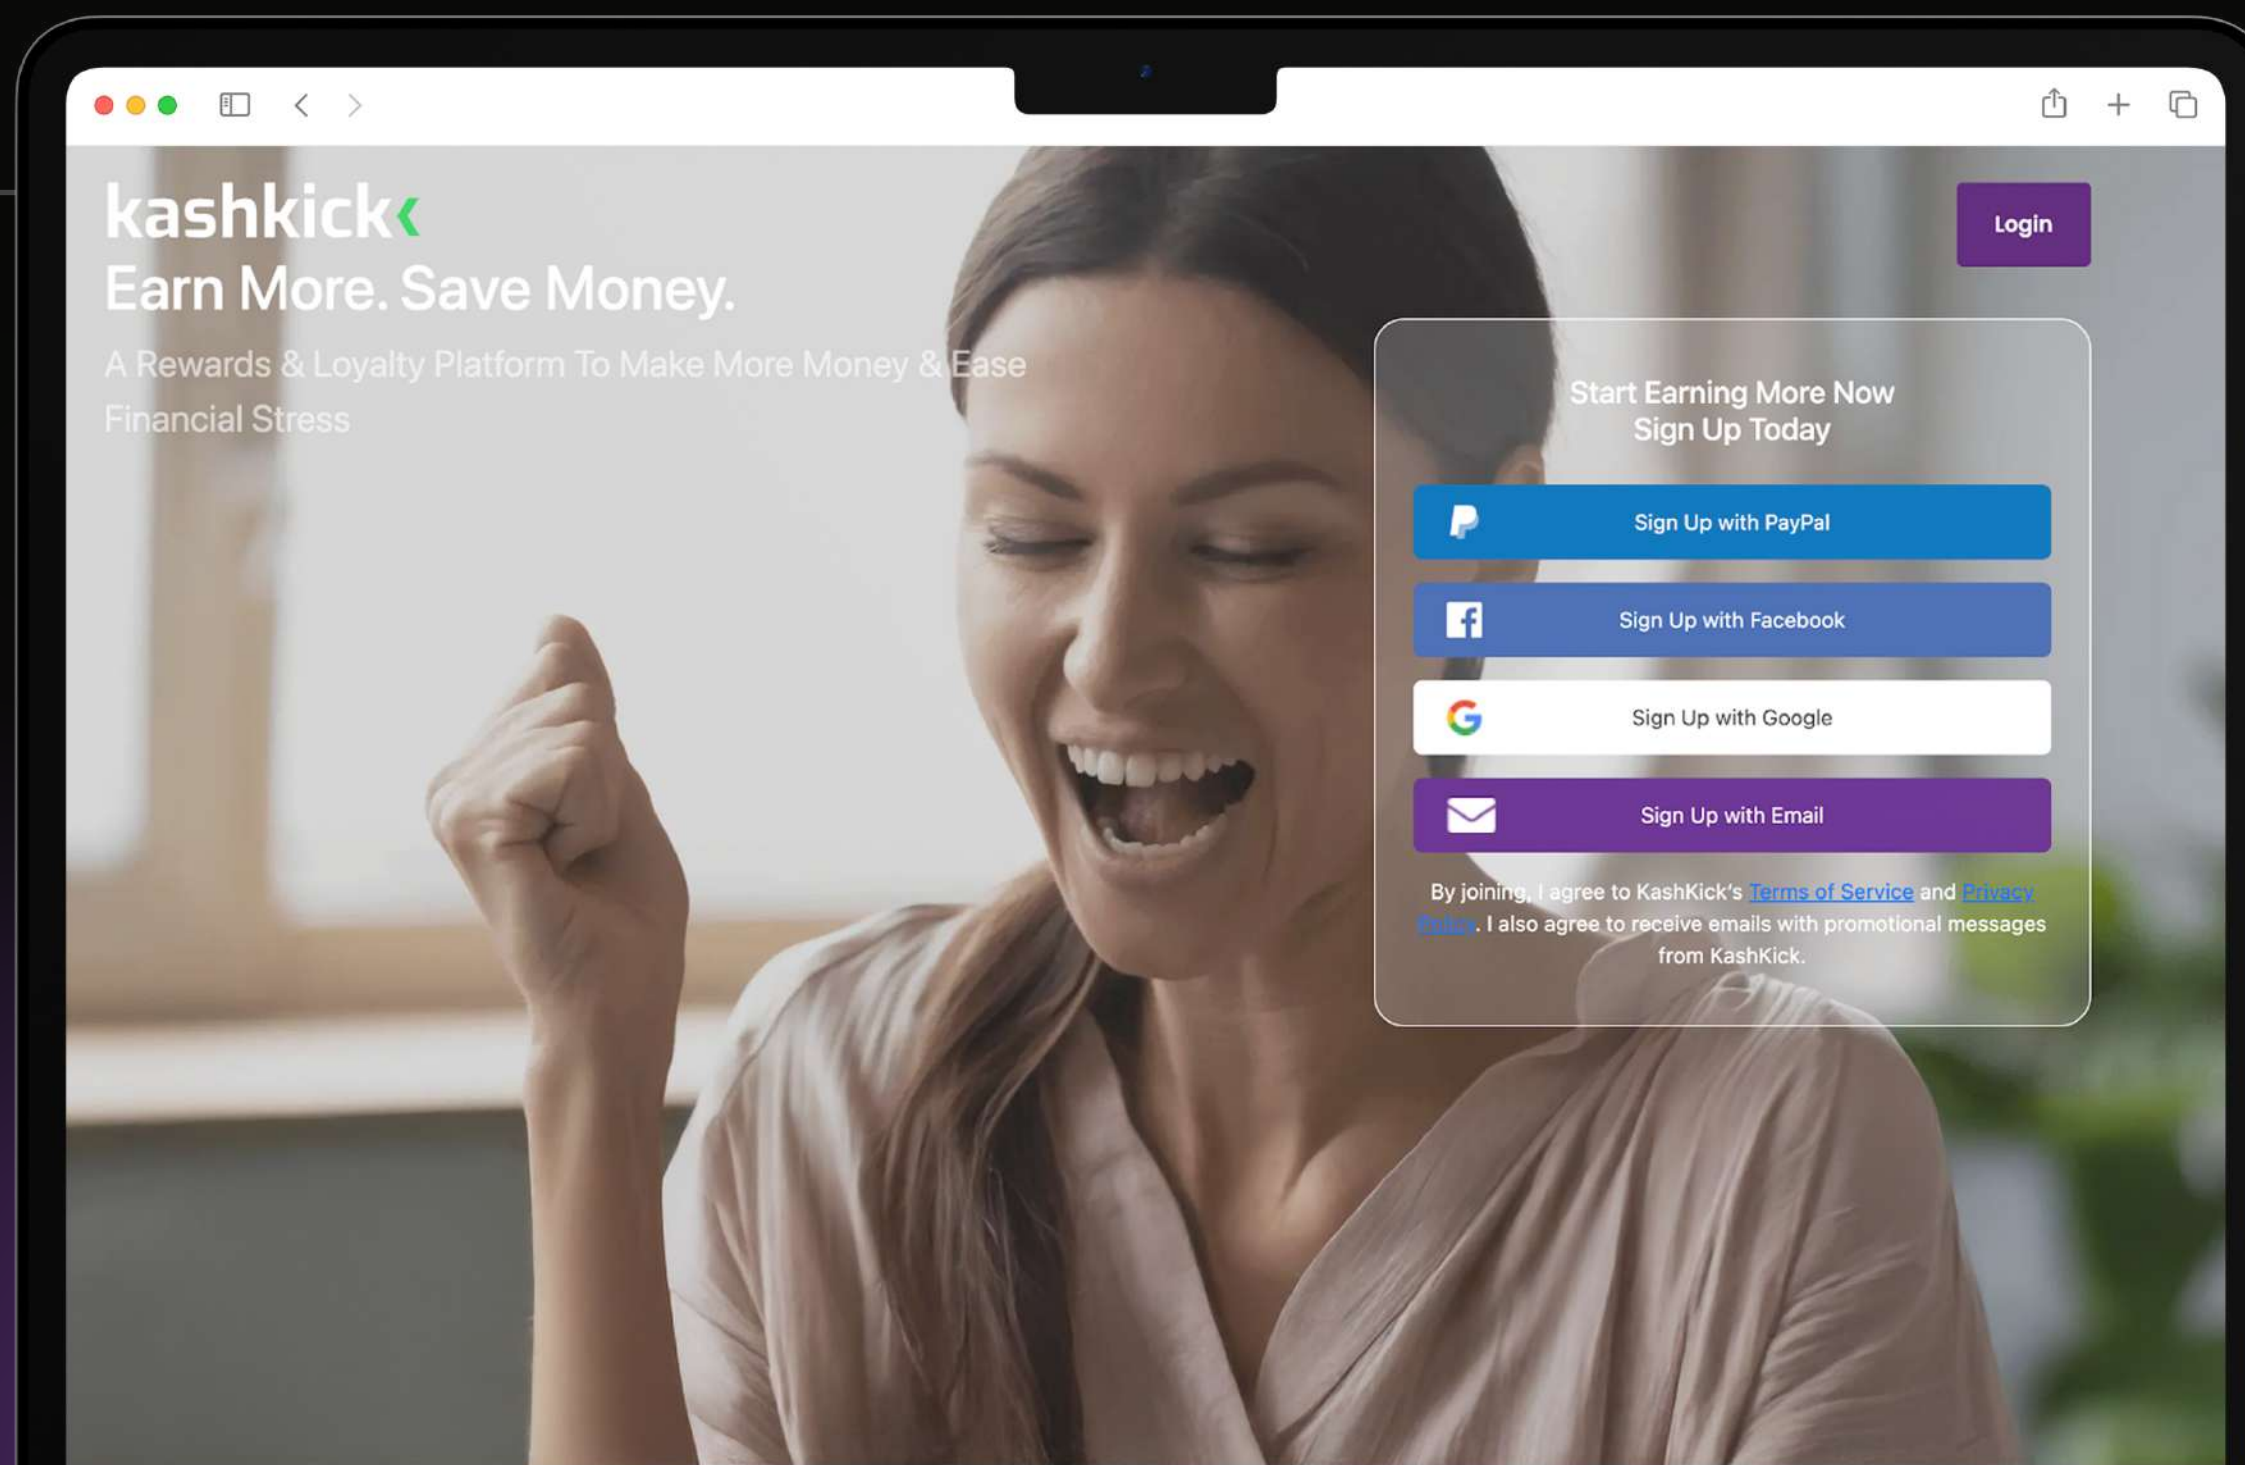 kashkick
Login
Earn More. Save Money.
A Rewards & Loyalty Platform To Make More Money & Ease
Financial Stress
Start Earning More Now
Sign Up Today
Sign Up with PayPal
Sign Up with Facebook
Sign Up with Google
Sign Up with Email
By joining, I agree to KashKick's Terms of Service and Privacy
Policy. I also agree to receive emails with promotional messages
from KashKick.